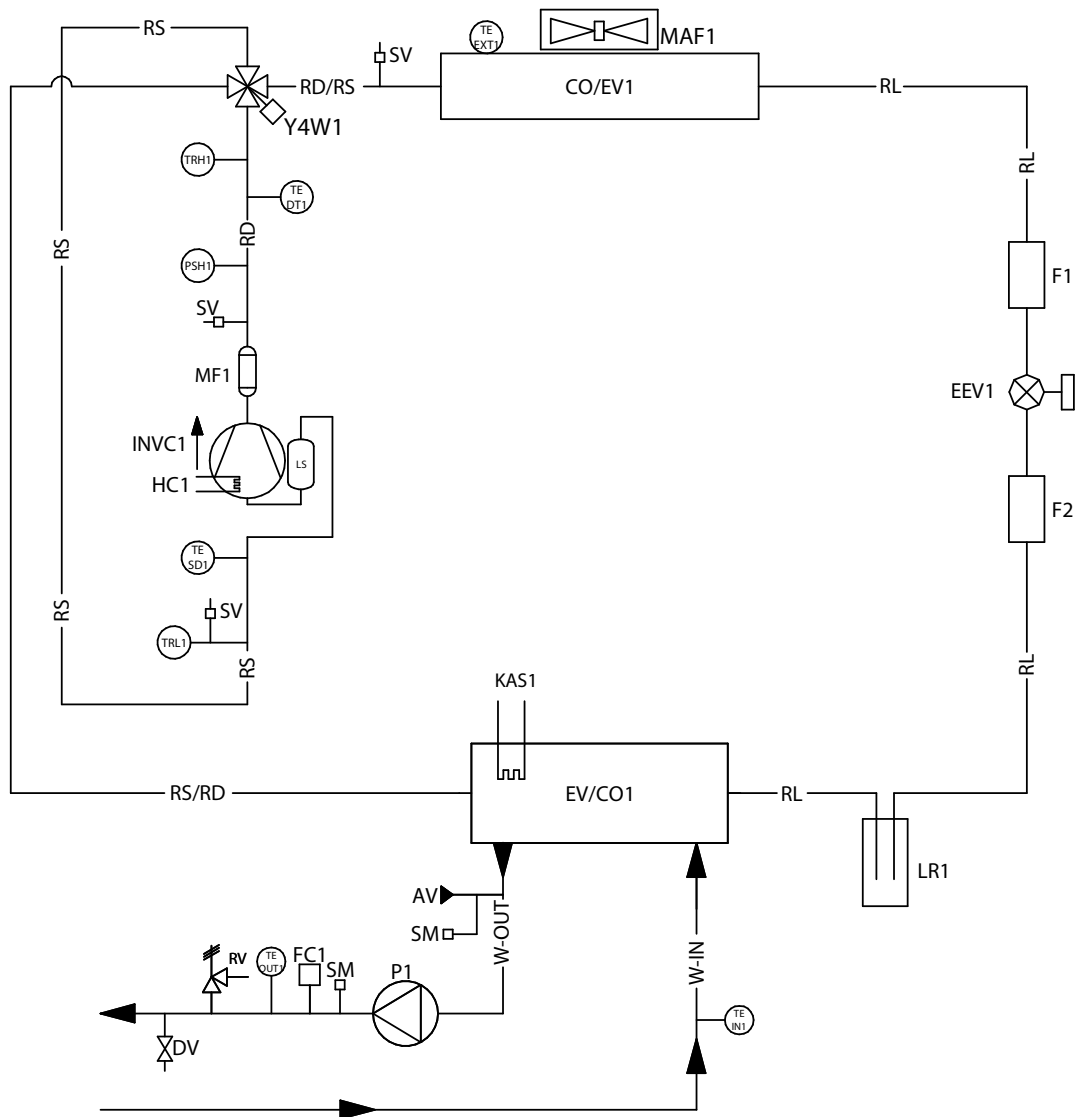 RS
TE
EXT1
MAF1
SV
RD/RS
CO/EV1
RL
Y4W1
TRH1
TE
DT1
RL
RS
RD
PSH1
F1
SV
MF1
EEV1
INVC1
LS
HC1
F2
TE
SD1
RS
SV
TRL1
RS
RL
KAS1
RS/RD
EV/CO1
RL
LR1
AV
SM
W-OUT
W-IN
RV
TE
OUT1
FC1
SM
P1
TE
IN1
DV